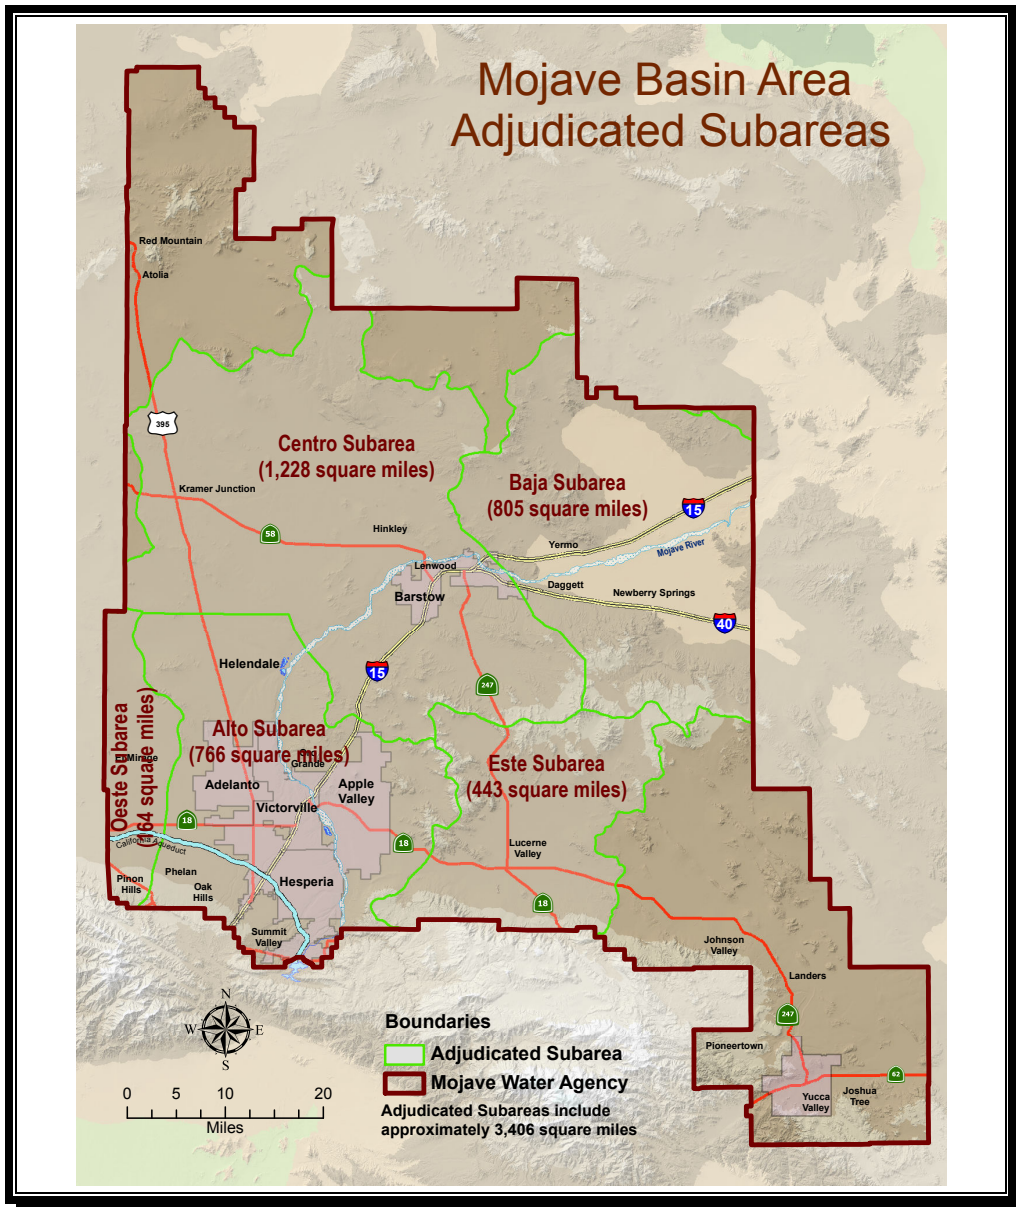 Mojave Basin Area
Adjudicated Subareas
Red Mountain
Atolia
395
Centro Subarea
(1,228 square miles)
Baja Subarea
(805 square miles)
Kramer Junction
15
58
Hinkley
Yermo
Mojave River
Lenwood
Daggett
Newberry Springs
Barstow
40
Helendale
15
247
Oeste Subarea
(164 square miles)
El Mirage
Alto Subarea
(766 square miles)
Grande
Este Subarea
(443 square miles)
Adelanto
Apple
Valley
Victorville
18
18
California Aqueduct
Lucerne
Valley
Phelan
Pinon
Hills
Oak
Hills
Hesperia
18
Summit
Valley
Johnson
Valley
Landers
247
Pioneertown
62
Yucca
Valley
Joshua
Tree
N
W
E
S
0 5 10 20
Miles
Boundaries
Adjudicated Subarea
Mojave Water Agency
Adjudicated Subareas include
approximately 3,406 square miles